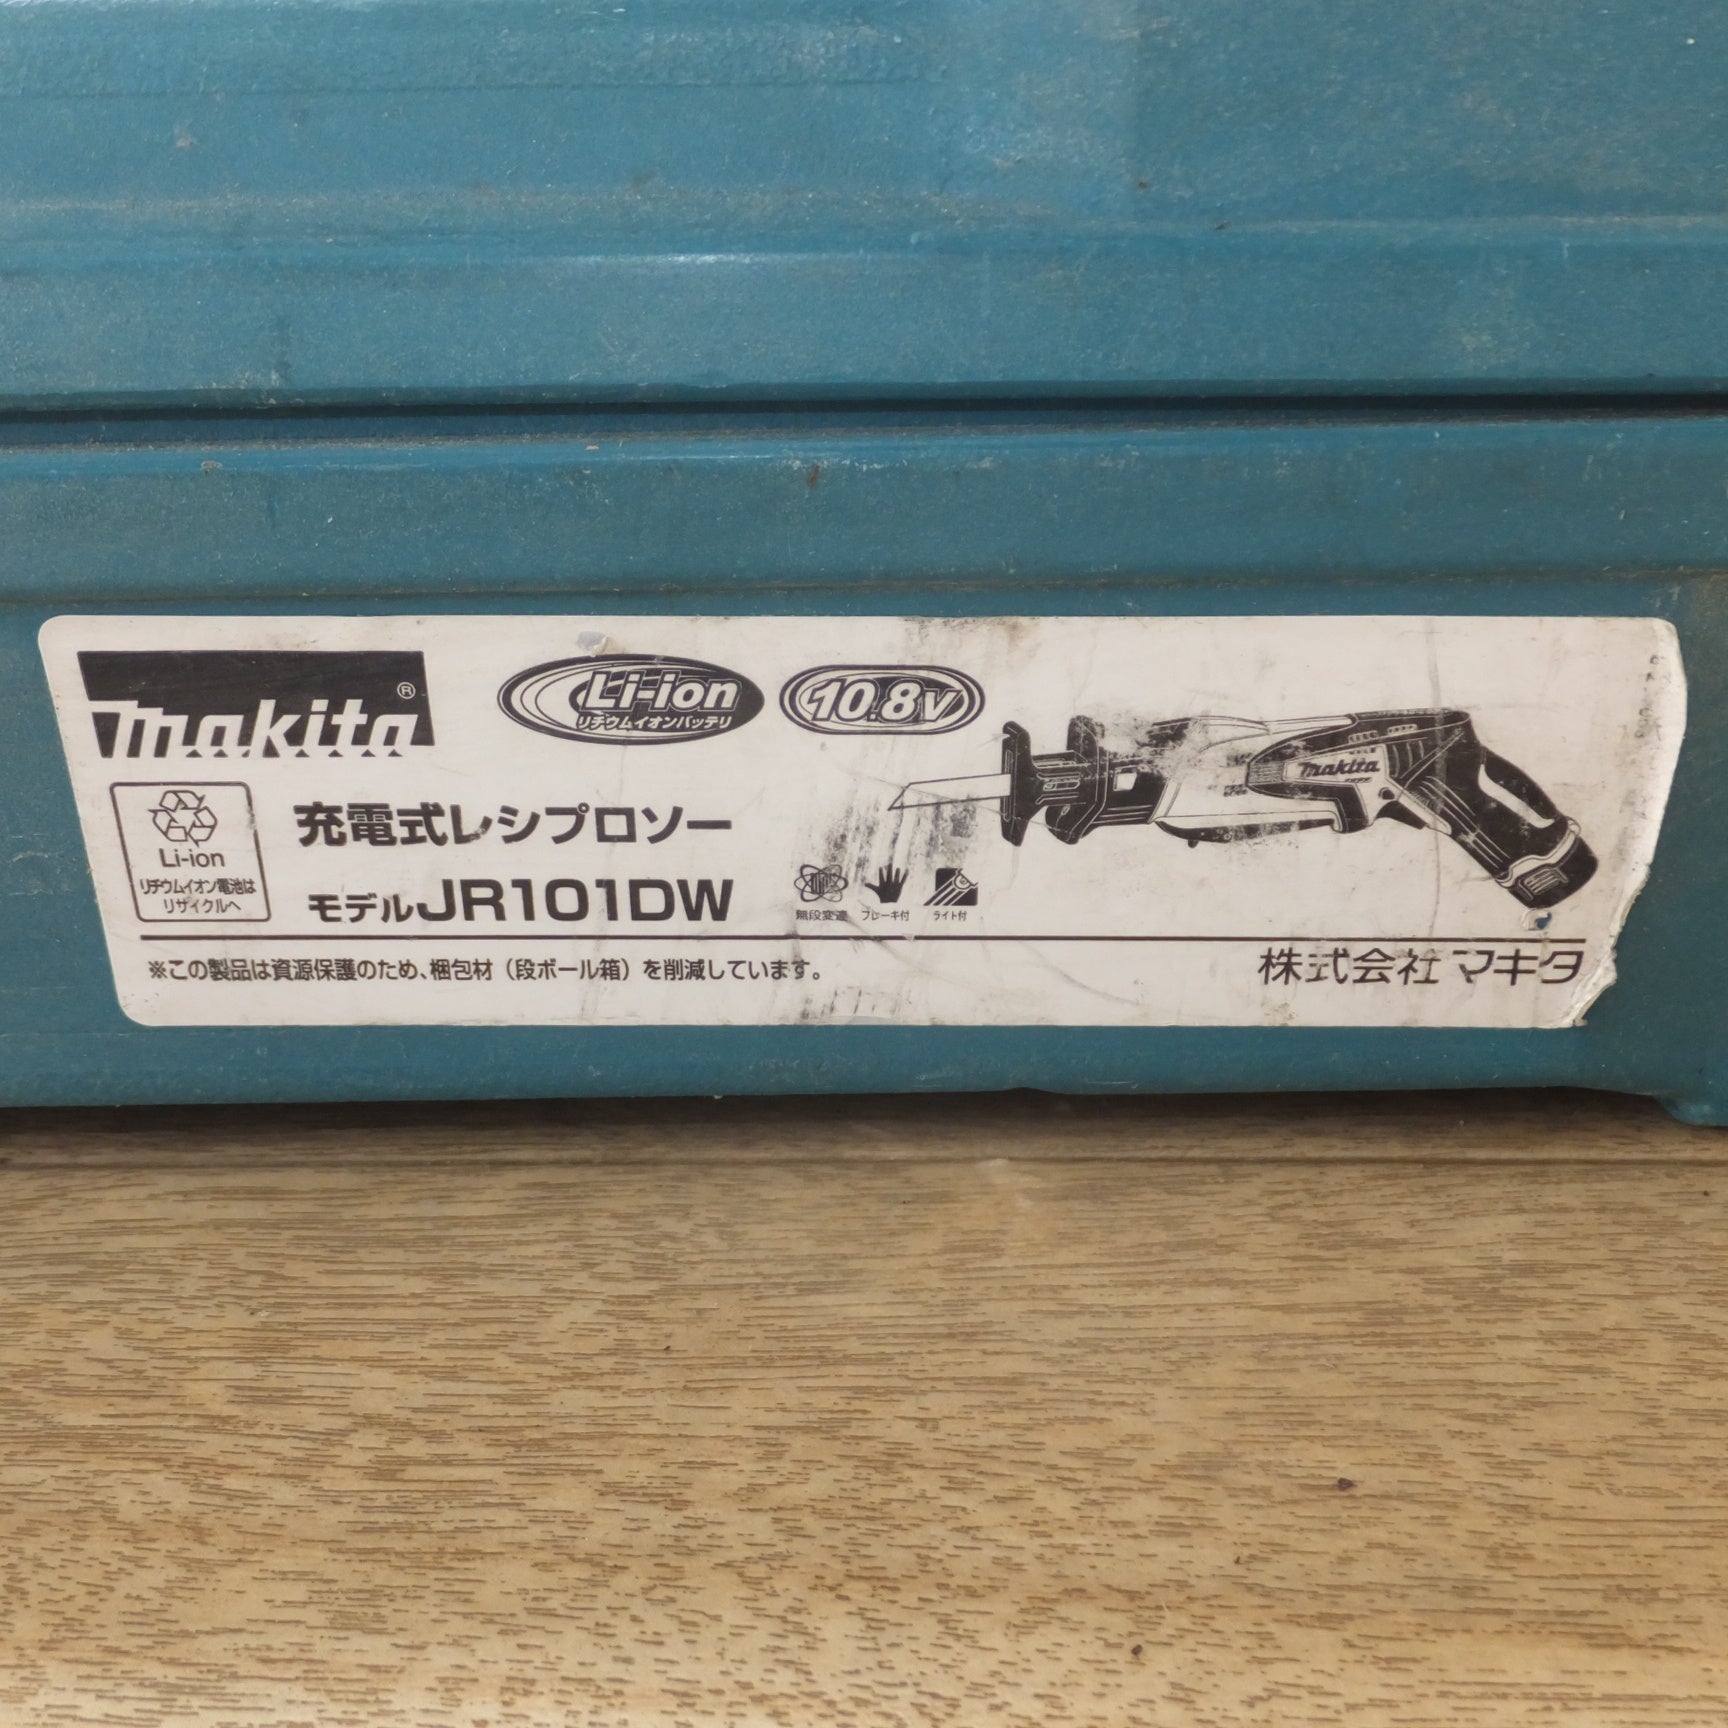 makita®
Li-ion
リチウムイオンバッテリ
10.8V
makita
Li-ion
リチウムイオン電池は
リサイクルへ
充電式レシプロソー
モデルJR101DW
無段変速
ブレーキ付
ライト付
※この製品は資源保護のため、梱包材（段ボール箱）を削減しています。
株式会社マキタ